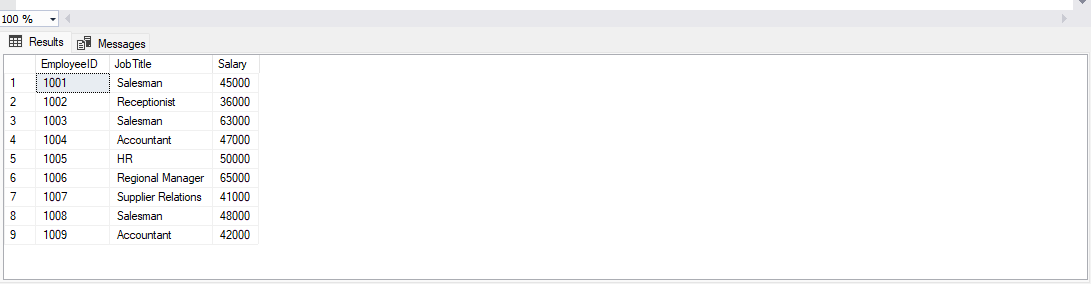 100 %
Results Messages
EmployeeID JobTitle Salary
1 1001 Salesman 45000
2 1002 Receptionist 36000
3 1003 Salesman 63000
4 1004 Accountant 47000
5 1005 HR 50000
6 1006 Regional Manager 65000
7 1007 Supplier Relations 41000
8 1008 Salesman 48000
9 1009 Accountant 42000